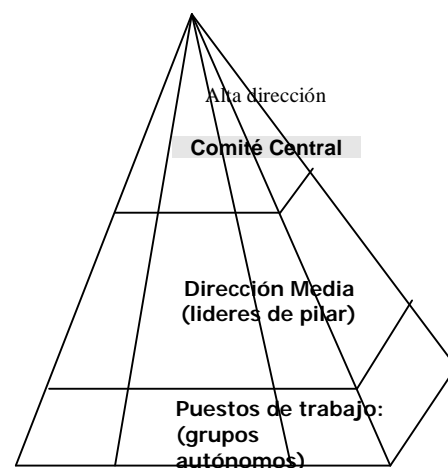 Alta dirección
Comité Central
Dirección Media
(lideres de pilar)
Puestos de trabajo:
(grupos
autónomos)